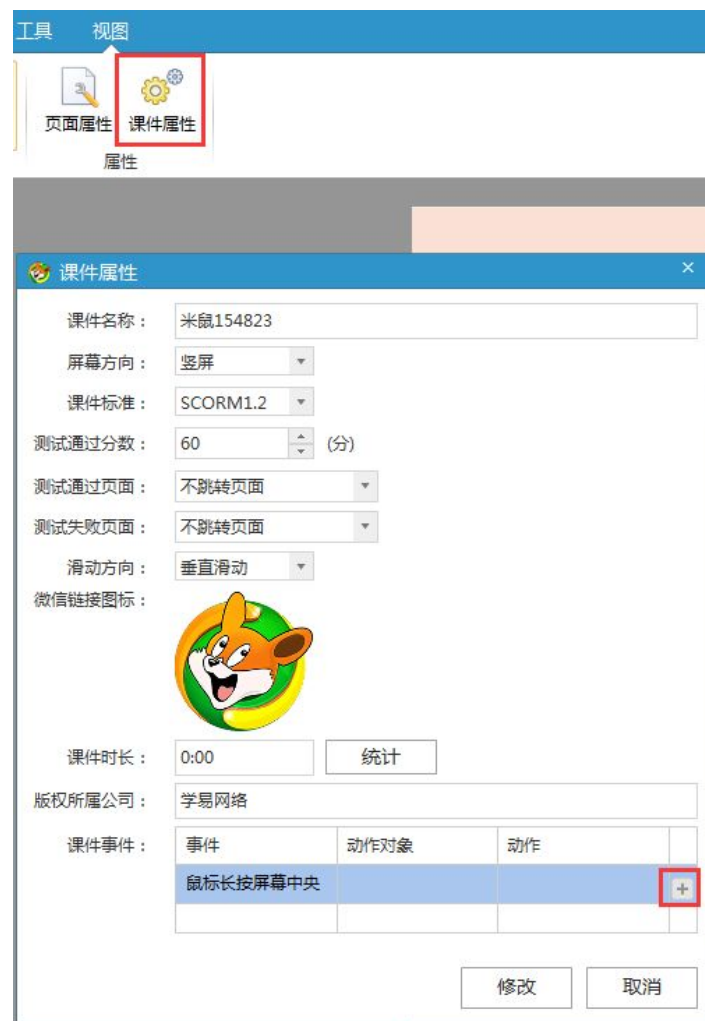 工具 视图
页面属性 课件属性
属性
课件属性 ×
课件名称： 米鼠154823
屏幕方向： 竖屏
课件标准： SCORM1.2
测试通过分数： 60 (分)
测试通过页面： 不跳转页面
测试失败页面： 不跳转页面
滑动方向： 垂直滑动
微信链接图标：
课件时长： 0:00 统计
版权所属公司： 学易网络
课件事件： 事件 动作对象 动作
鼠标长按屏幕中央 +
修改 取消